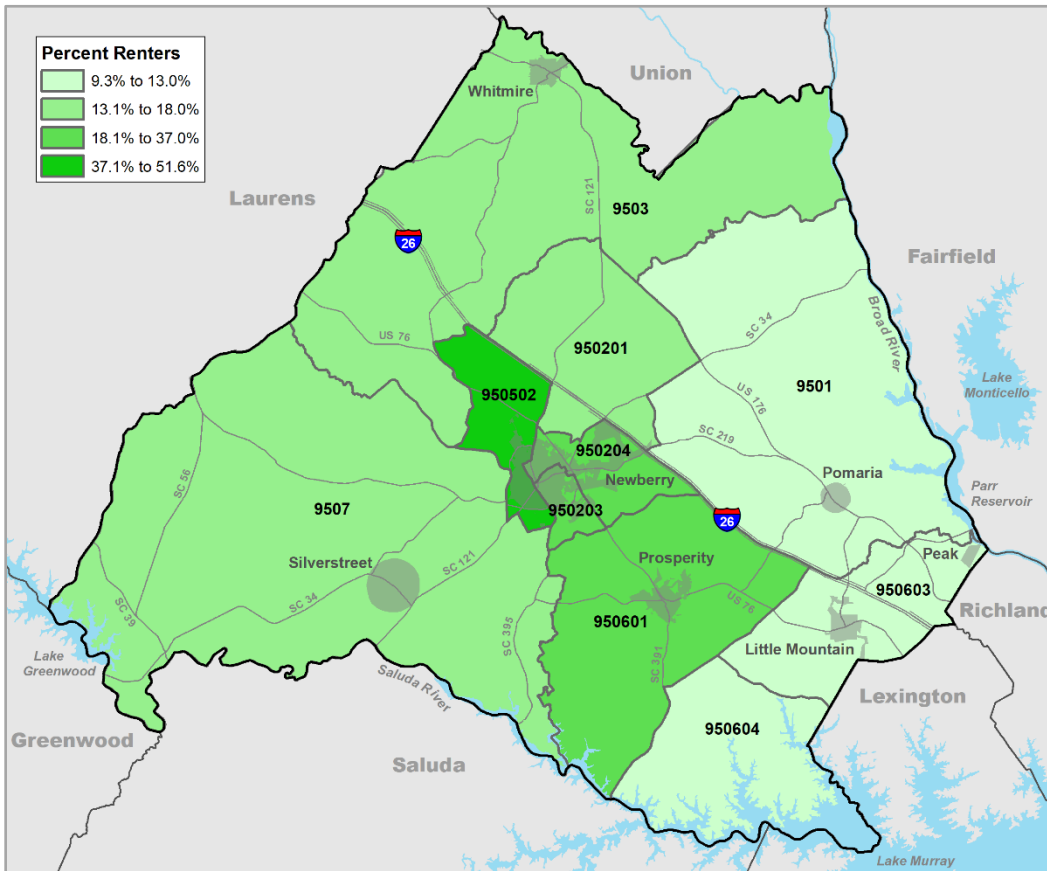 Percent Renters
9.3% to 13.0%
13.1% to 18.0%
18.1% to 37.0%
37.1% to 51.6%
Union
Whitmire
SC 121
Laurens
9503
26
Fairfield
Broad River
SC 34
US 76
950201
9501
Lake
Monticello
950502
US 176
SC 219
950204
SC 56
Newberry
Pomaria
Parr
Reservoir
9507
950203
26
Silverstreet
SC 121
Prosperity
Peak
SC 34
950603
Richland
SC 39
SC 395
950601
US 76
Little Mountain
Lake
Greenwood
SC 391
Saluda River
Lexington
Greenwood
950604
Saluda
Lake Murray